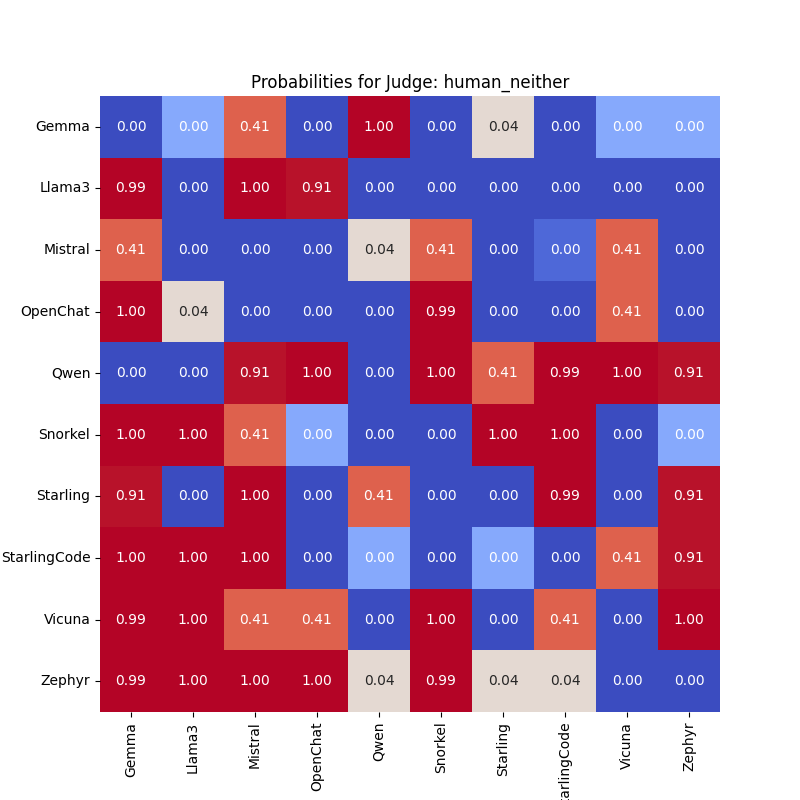 Probabilities for Judge: human_neither
Gemma 0.00 0.00 0.41 0.00 1.00 0.00 0.04 0.00 0.00 0.00
Llama3 0.99 0.00 1.00 0.91 0.00 0.00 0.00 0.00 0.00 0.00
Mistral 0.41 0.00 0.00 0.00 0.04 0.41 0.00 0.00 0.41 0.00
OpenChat 1.00 0.04 0.00 0.00 0.00 0.99 0.00 0.00 0.41 0.00
Qwen 0.00 0.00 0.91 1.00 0.00 1.00 0.41 0.99 1.00 0.91
Snorkel 1.00 1.00 0.41 0.00 0.00 0.00 1.00 1.00 0.00 0.00
Starling 0.91 0.00 1.00 0.00 0.41 0.00 0.00 0.99 0.00 0.91
StarlingCode 1.00 1.00 1.00 0.00 0.00 0.00 0.00 0.00 0.41 0.91
Vicuna 0.99 1.00 0.41 0.41 0.00 1.00 0.00 0.41 0.00 1.00
Zephyr 0.99 1.00 1.00 1.00 0.04 0.99 0.04 0.04 0.00 0.00
Gemma Llama3 Mistral OpenChat Qwen Snorkel Starling arlingCode Vicuna Zephyr